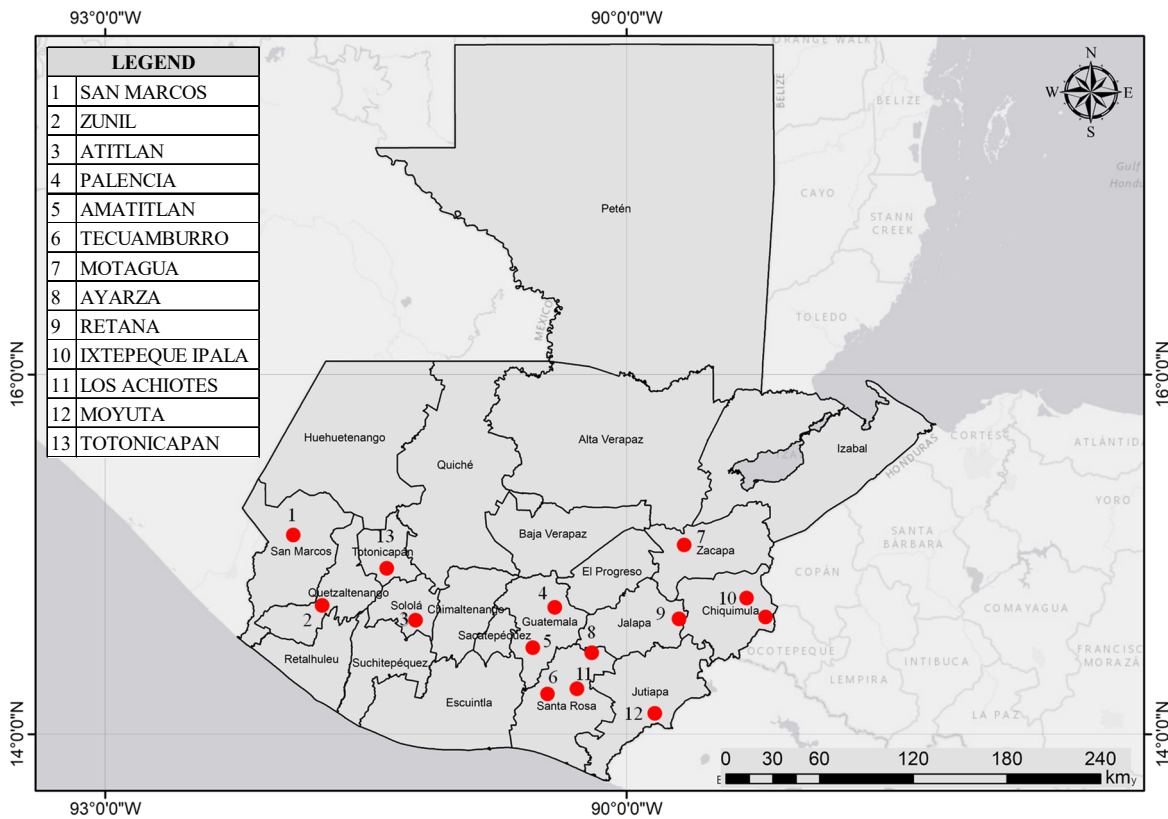 93°0'0"W 90°0'0"W
LEGEND
1 SAN MARCOS
2 ZUNIL
3 ATITLAN
4 PALENCIA
5 AMATITLAN
6 TECUAMBURRO
7 MOTAGUA
8 AYARZA
9 RETANA
10 IXTEPEQUE IPALA
11 LOS ACHIOTES
12 MOYUTA
13 TOTONICAPAN
N
W E
S
ORANGE WALK
BELIZE
BELIZE
Gulf
Hondu
CAYO
STANN
CREEK
Petén
MEXICO
TOLEDO
16°0'0"N 16°0'0"N
Huehuetenango
Alta Verapaz
Izabal
CORTÉS
ATLÁNTIDA
HONDURAS
Quiché
YORO
1
San Marcos
13
Totonicapán
Baja Verapaz
7
Zacapa
SANTA
BÁRBARA
El Progreso
COPÁN
Quetzaltenango
2
Sololá
3
Chimaltenango
4
Guatemala
Jalapa
9
10
Chiquimula
COMAYAGUA
Sacatepéquez
5
8
Retalhuleu
Suchitepéquez
OCOTEPEQUE
INTIBUCA
FRANCISC
MORAZÁ
LEMPIRA
6
11
Santa Rosa
Jutiapa
Escuintla
12
LA PAZ
14°0'0"N 14°0'0"N
0 30 60 120 180 240
km
93°0'0"W 90°0'0"W